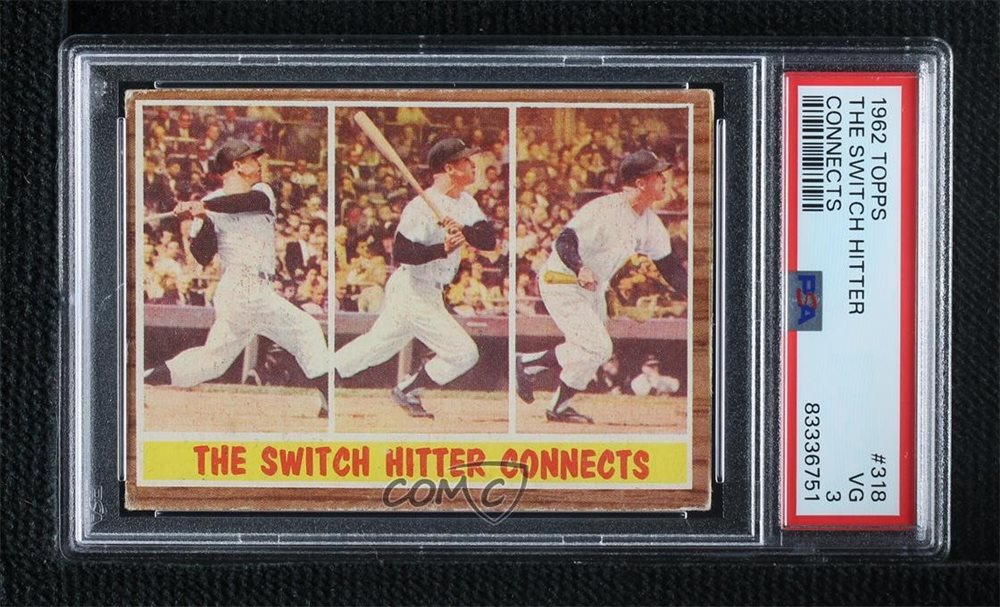 THE SWITCH HITTER CONNECTS
COMC
1962 TOPPS
THE SWITCH HITTER
CONNECTS
#318
VG
3
83336751
PSA